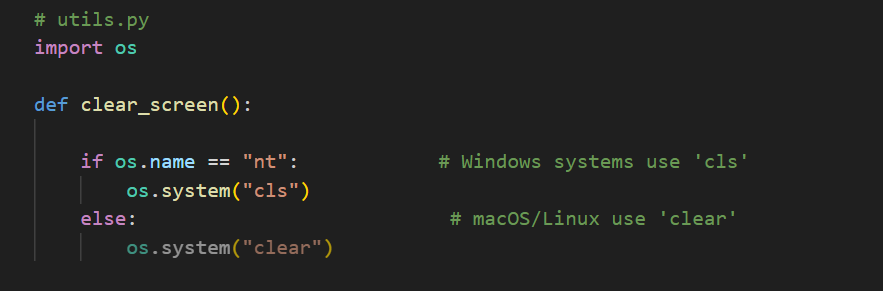 # utils.py
import os
def clear_screen():
if os.name == "nt": # Windows systems use 'cls'
os.system("cls")
else: # macOS/Linux use 'clear'
os.system("clear")